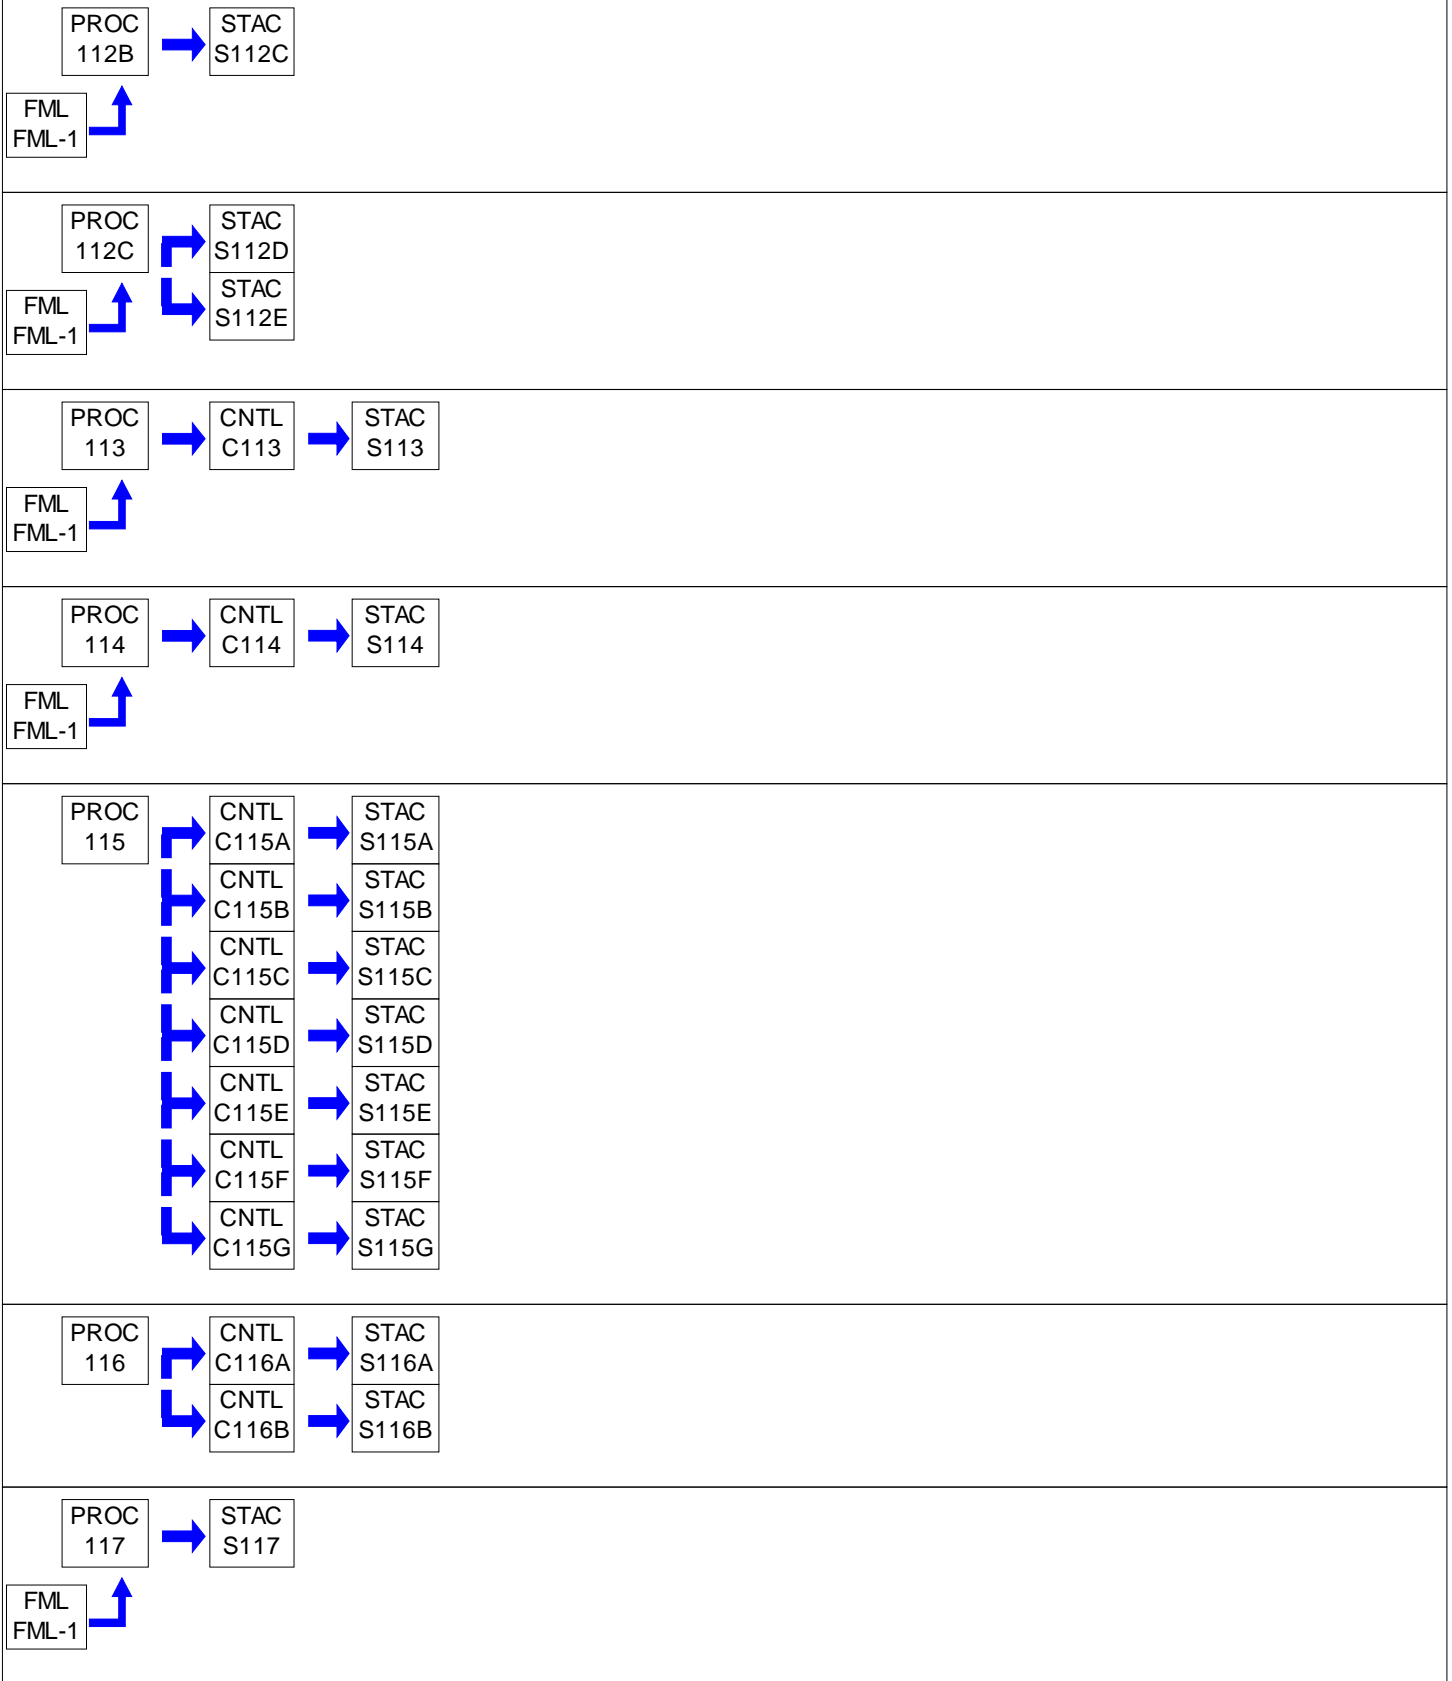 PROC
112B
STAC
S112C
FML
FML-1
PROC
112C
STAC
S112D
STAC
S112E
FML
FML-1
PROC
113
CNTL
C113
STAC
S113
FML
FML-1
PROC
114
CNTL
C114
STAC
S114
FML
FML-1
PROC
115
CNTL
C115A
STAC
S115A
CNTL
C115B
STAC
S115B
CNTL
C115C
STAC
S115C
CNTL
C115D
STAC
S115D
CNTL
C115E
STAC
S115E
CNTL
C115F
STAC
S115F
CNTL
C115G
STAC
S115G
PROC
116
CNTL
C116A
STAC
S116A
CNTL
C116B
STAC
S116B
PROC
117
STAC
S117
FML
FML-1